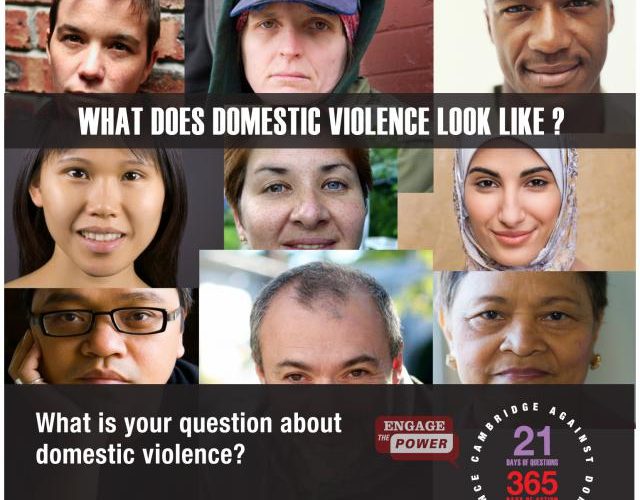 WHAT DOES DOMESTIC VIOLENCE LOOK LIKE ?
What is your question about
domestic violence?
ENGAGE
THE POWER
CAMBRIDGE AGAINST
21
DAYS OF QUESTIONS
365